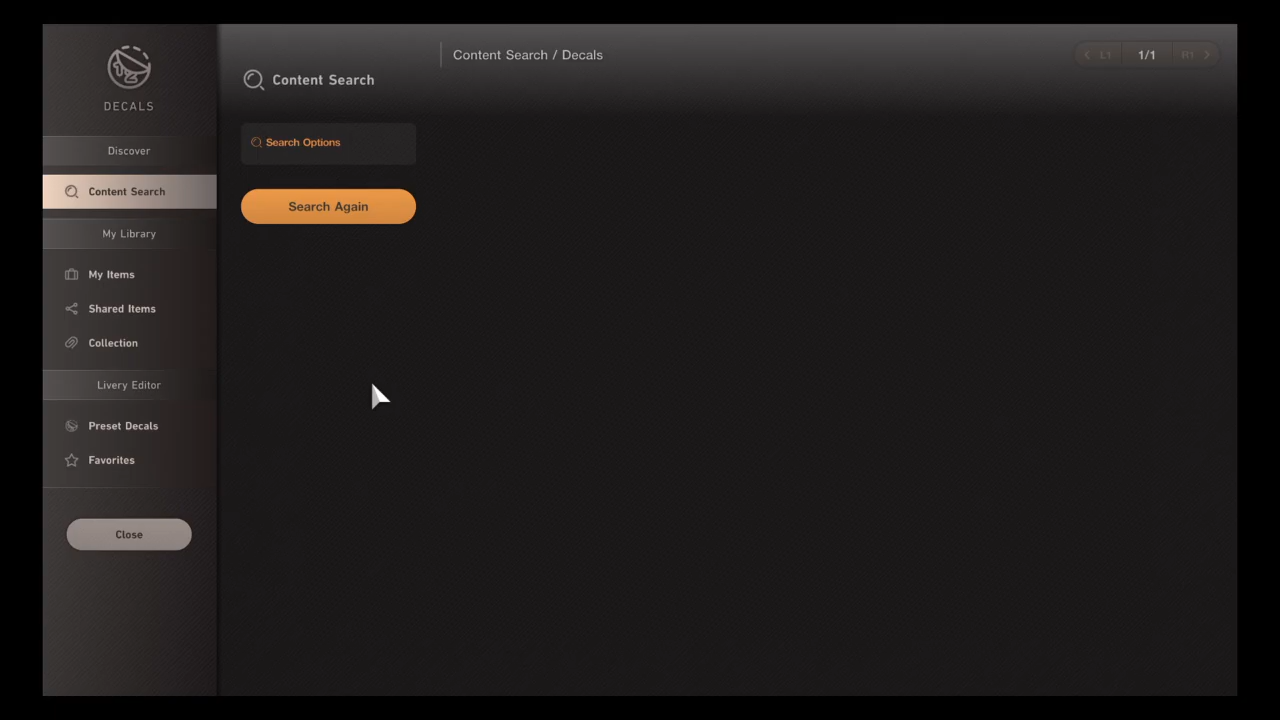 DECALS
Discover
Content Search
My Library
My Items
Shared Items
Collection
Livery Editor
Preset Decals
Favorites
Close
Content Search
Content Search / Decals
L1
1/1
R1
Search Options
Search Again